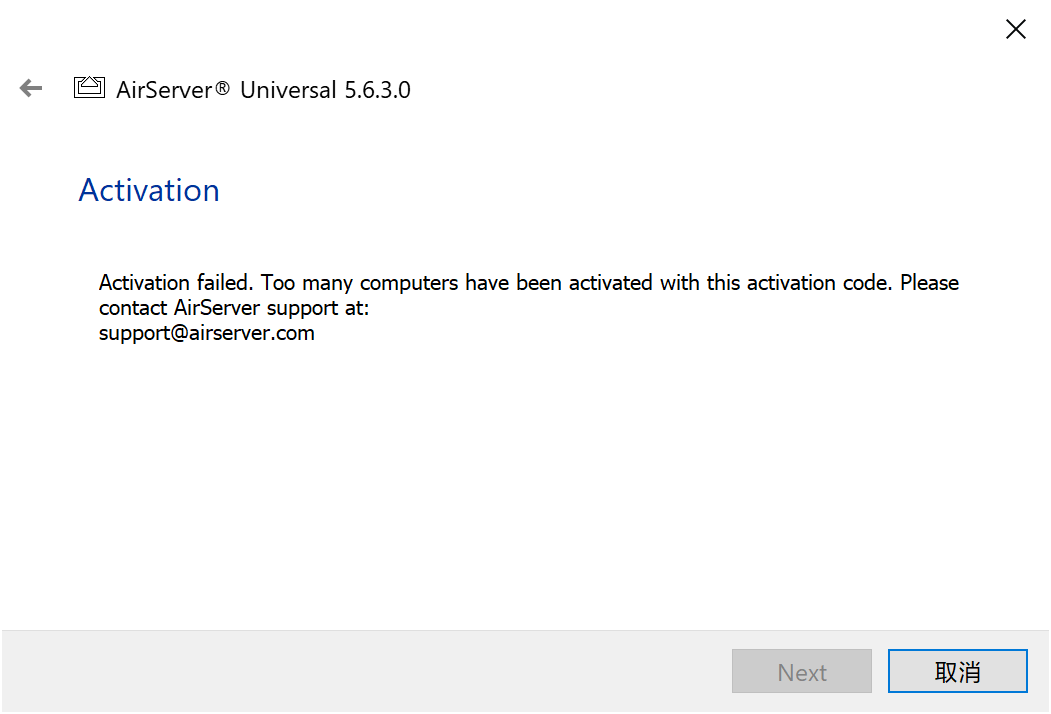 AirServer® Universal 5.6.3.0
Activation
Activation failed. Too many computers have been activated with this activation code. Please
contact AirServer support at:
support@airserver.com
Next
取消